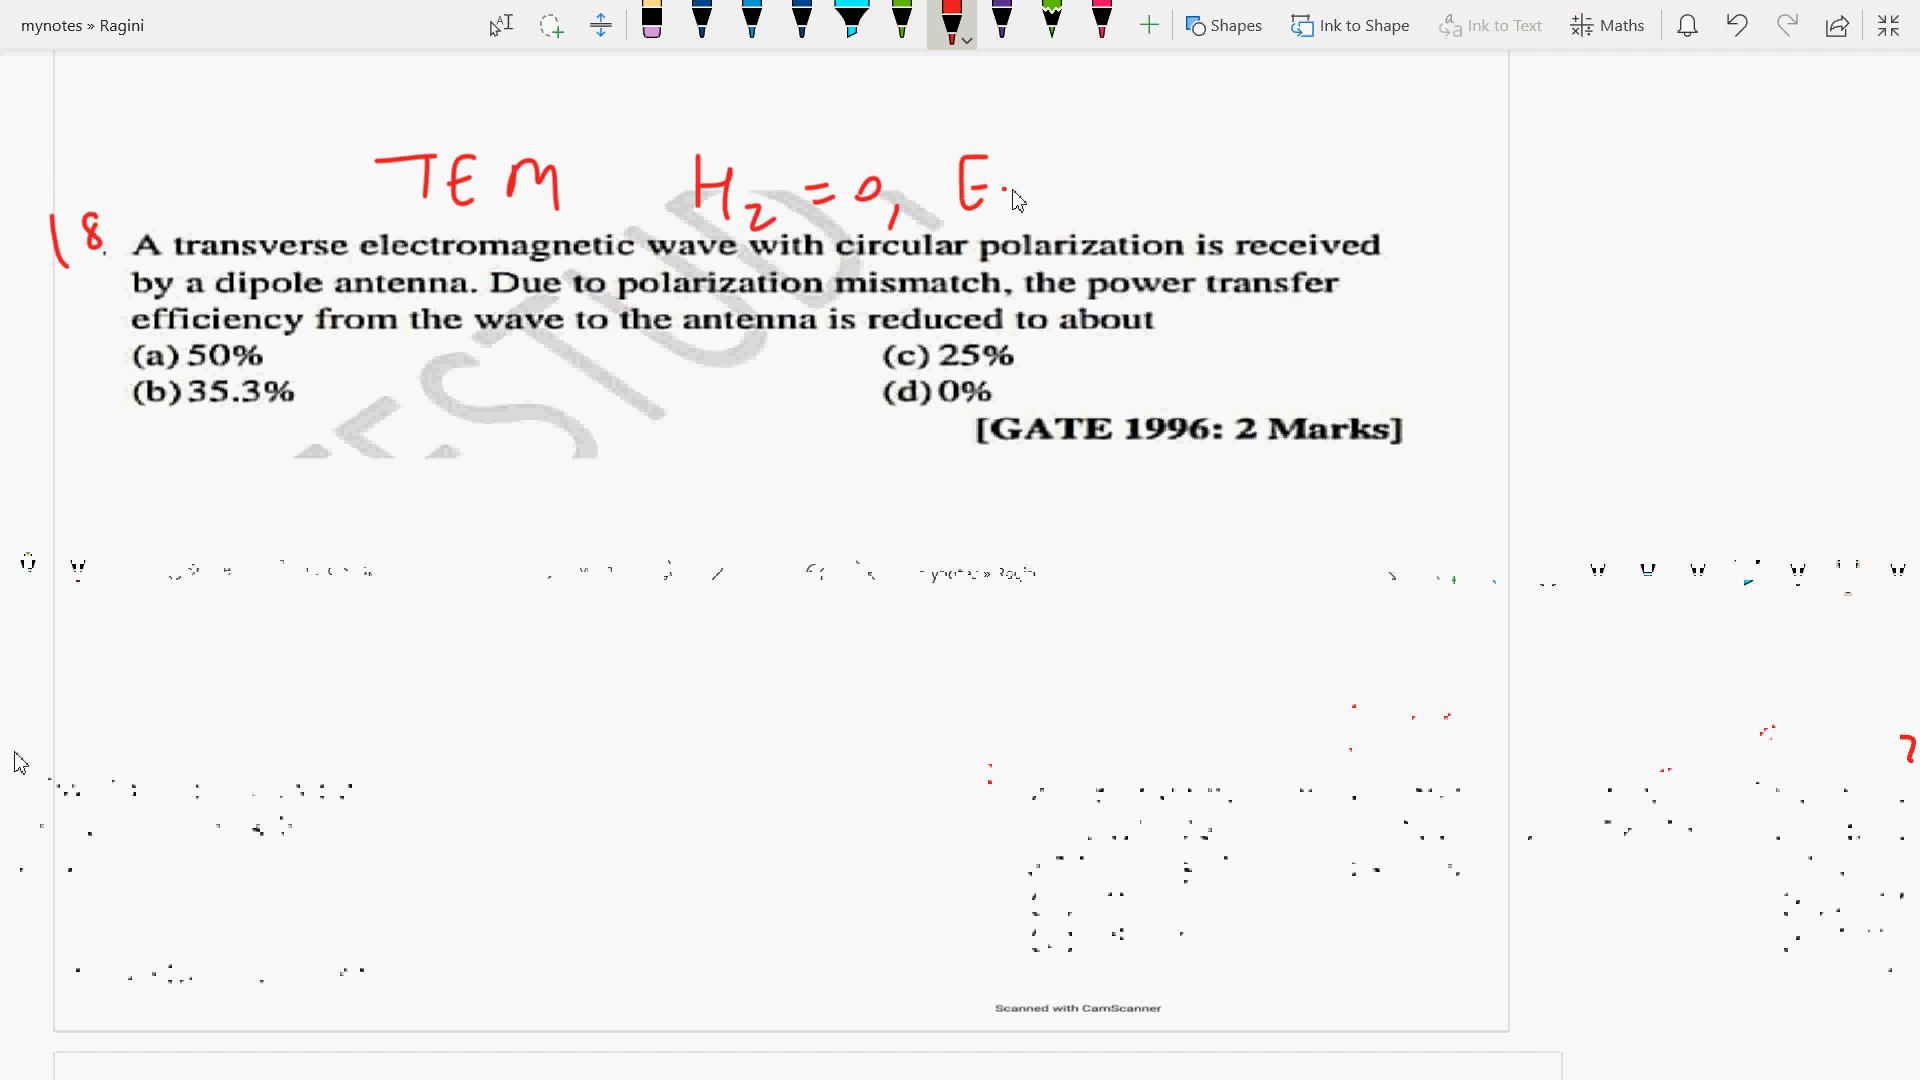 mynotes » Ragini Shapes Ink to Shape Ink to Text Maths
TEM H2 = 0, E
18. A transverse electromagnetic wave with circular polarization is received
by a dipole antenna. Due to polarization mismatch, the power transfer
efficiency from the wave to the antenna is reduced to about
(a) 50% (c) 25%
(b) 35.3% (d) 0%
[GATE 1996: 2 Marks]
Scanned with CamScanner